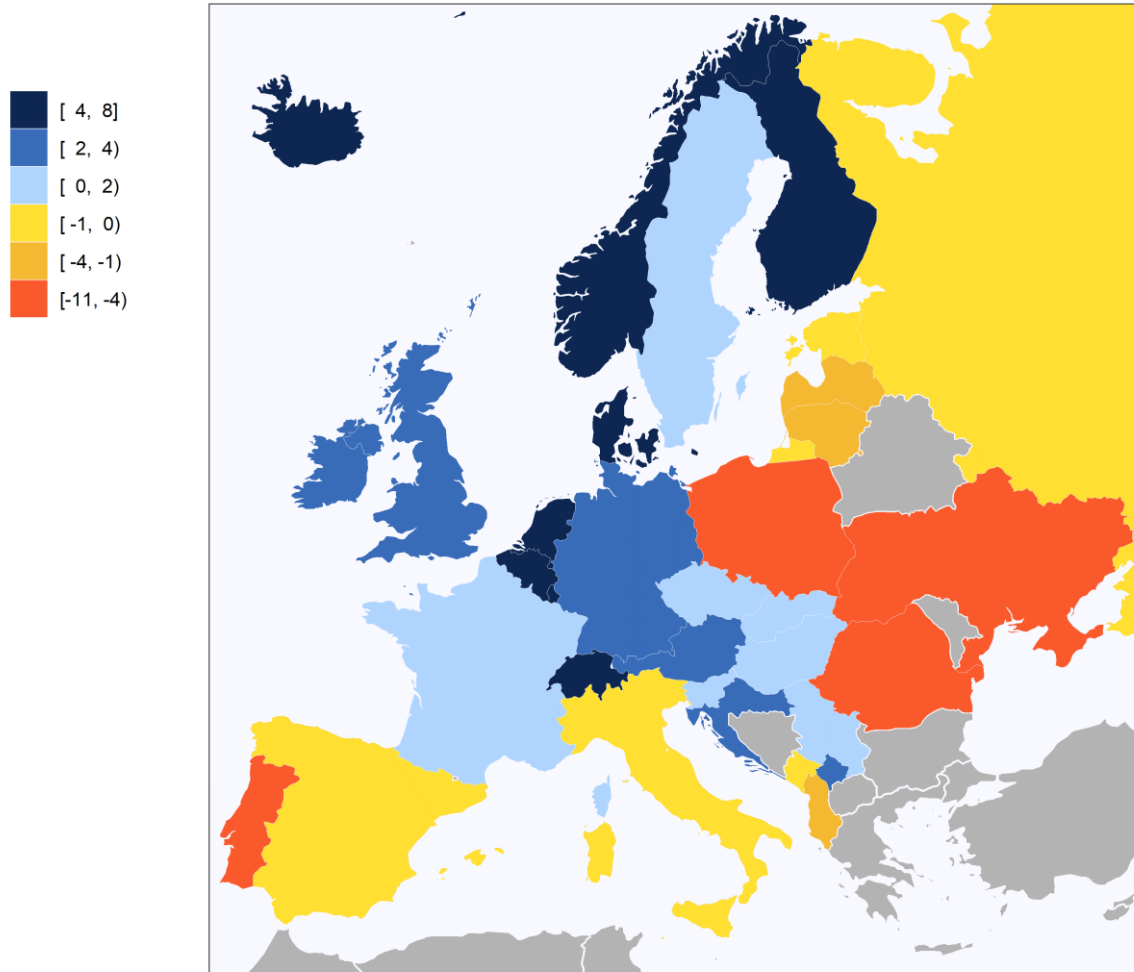 [ 4, 8]
[ 2, 4)
[ 0, 2)
[ -1, 0)
[ -4, -1)
[-11, -4)